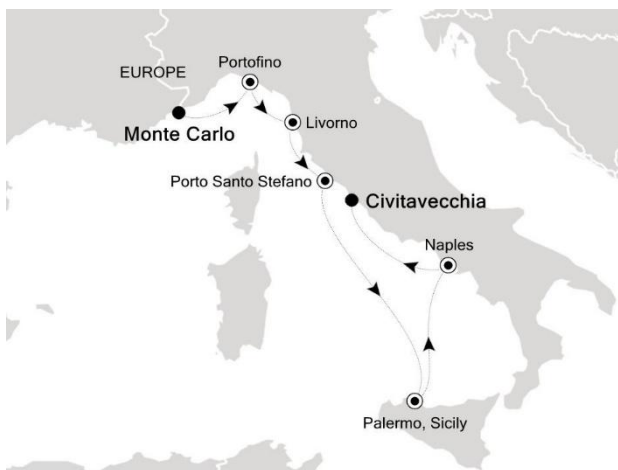 Portofino
EUROPE
Monte Carlo
Livorno
Porto Santo Stefano
Civitavecchia
Naples
Palermo, Sicily